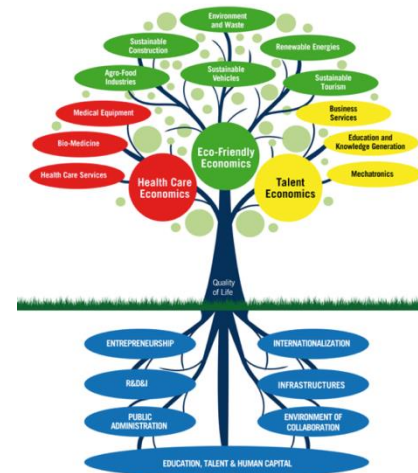 Environment
and Waste
Sustainable
Construction
Renewable Energies
Agro-Food
Industries
Sustainable
Vehicles
Sustainable
Tourism
Medical Equipment
Business
Services
Bio-Medicine
Eco-Friendly
Economics
Education and
Knowledge Generation
Health Care Services
Health Care
Economics
Talent
Economics
Mechatronics
Quality
of Life
ENTREPRENEURSHIP
INTERNATIONALIZATION
R&D&I
INFRASTRUCTURES
PUBLIC
ADMINISTRATION
ENVIRONMENT OF
COLLABORATION
EDUCATION, TALENT & HUMAN CAPITAL